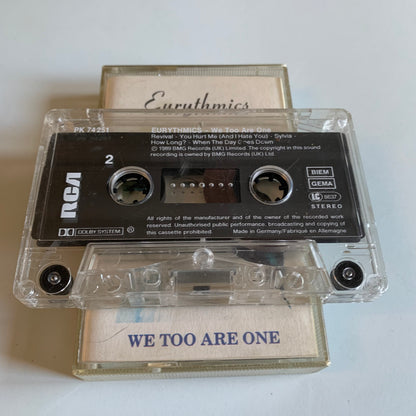 Eurythmics
PK 74251
EURYTHMICS - We Too Are One
Revival - You Hurt Me (And I Hate You) - Sylvia -
How Long? - When The Day Goes Down
℗ 1989 BMG Records (UK) Limited. The copyright in this sound
recording is owned by BMG Records (UK) Ltd.
2
RCA
BIEM
GEMA
LC 0637
STEREO
DOLBY SYSTEM ®
All rights of the manufacturer and of the owner of the recorded work
reserved. Unauthorised public performance, broadcasting and copying of
this cassette prohibited. Made in Germany/Fabriqué en Allemagne
WE TOO ARE ONE